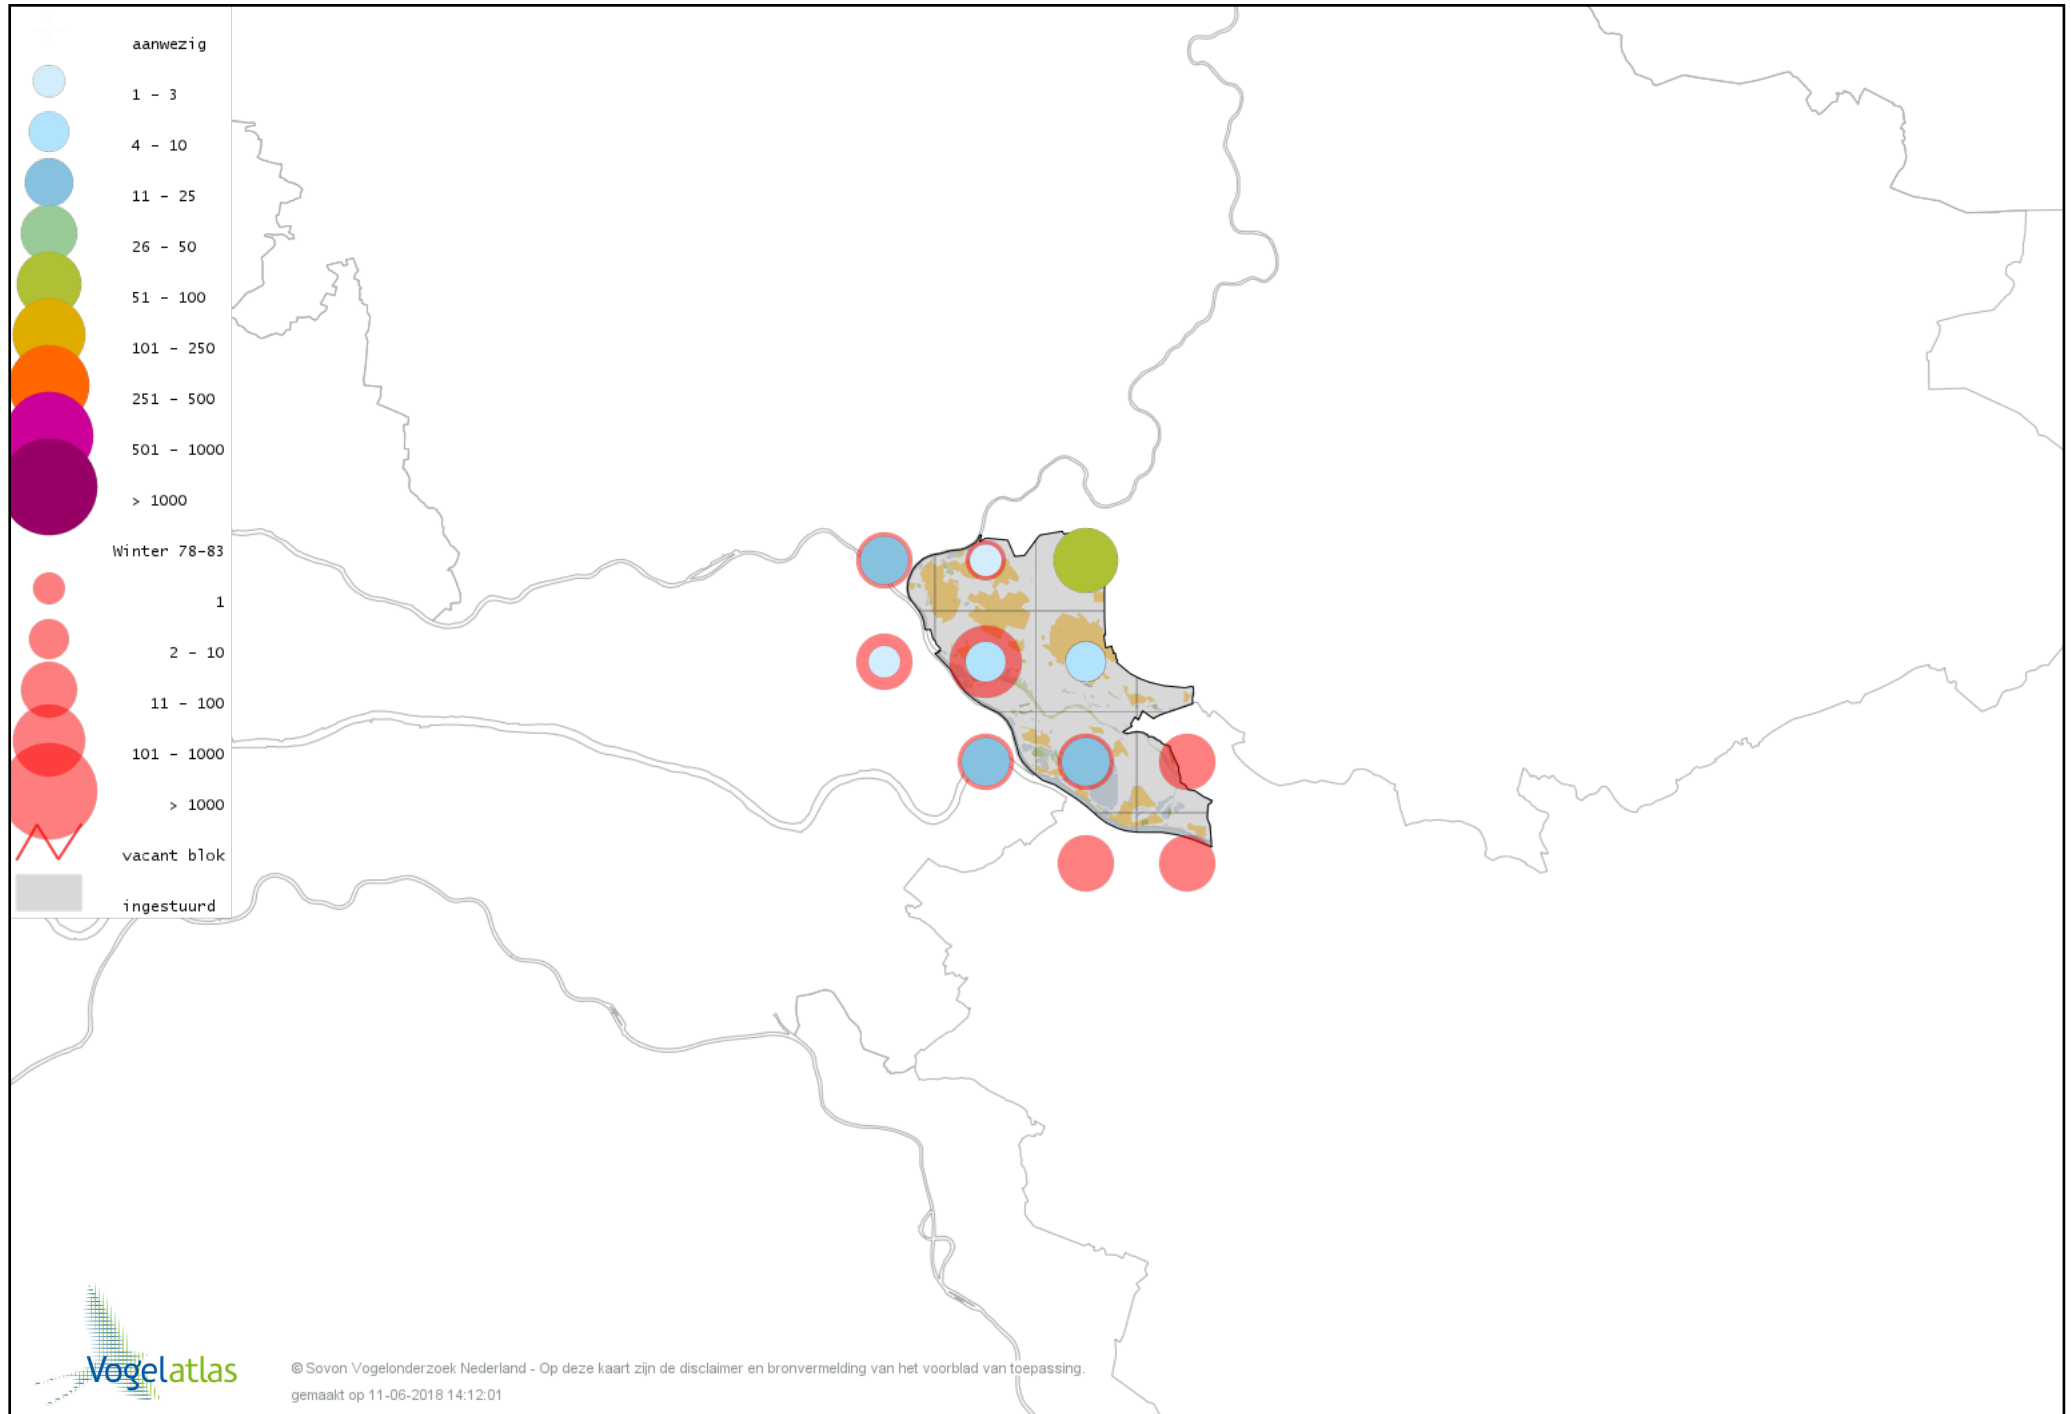 aanwezig
1 - 3
4 - 10
11 - 25
26 - 50
51 - 100
101 - 250
251 - 500
501 - 1000
> 1000
Winter 78-83
1
2 - 10
11 - 100
101 - 1000
> 1000
vacant blok
ingestuurd
Vogelatlas
© Sovon Vogelonderzoek Nederland - Op deze kaart zijn de disclaimer en bronvermelding van het voorblad van toepassing.
gemaakt op 11-06-2018 14:12:01